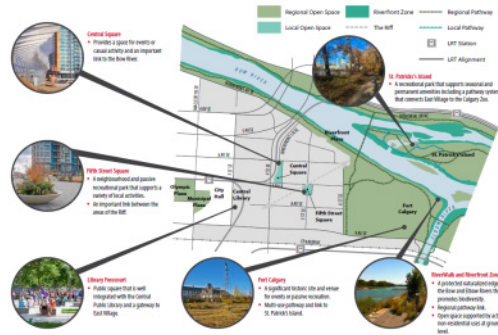 Regional Open Space
Riverfront Zone
Regional Pathway
Local Open Space
The Riff
Local Pathway
LRT Station
LRT Alignment
Central Square
• Provides a space for events or
casual activity and an important
link to the Bow River.
BOW RIVER
St. Patrick's Island
• A recreational park that supports seasonal and
permanent amenities including a pathway system
that connects East Village to the Calgary Zoo.
Riverfront
Plaza
St. Patrick's Island
Fifth Street Square
• A neighbourhood and passive
recreational park that supports a
variety of local activities.
• An important link between the
areas of the Riff.
Central
Square
Olympic
Plaza
Municipal
Plaza
City
Hall
Central
Library
Fifth Street
Square
Fort
Calgary
Library Forecourt
• Public square that is well
integrated with the Central
Public Library and a gateway to
East Village.
Fort Calgary
• A significant historic site and venue
for events or passive recreation.
• Multi-use pathway and link to
St. Patrick's Island.
RiverWalk and Riverfront Zone
• A protected naturalized edge
the Bow and Elbow Rivers th
promotes biodiversity.
• Regional pathway link.
• Open space supported by act
non-residential uses at groun
level.